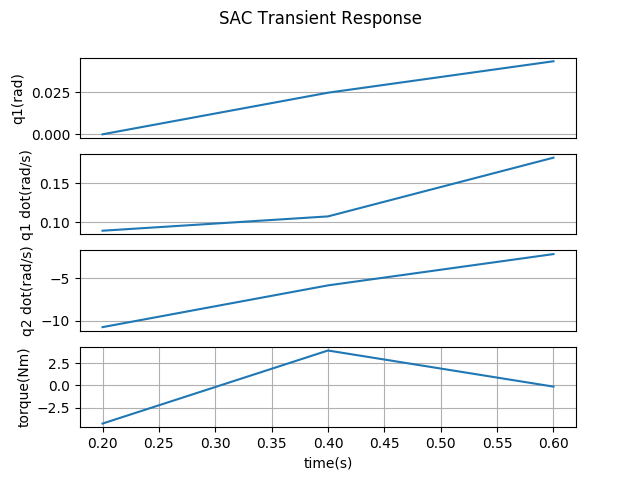 SAC Transient Response
q1(rad)
0.025
0.000
q1 dot(rad/s)
0.15
0.10
q2 dot(rad/s)
−5
−10
torque(Nm)
2.5
0.0
−2.5
0.20 0.25 0.30 0.35 0.40 0.45 0.50 0.55 0.60
time(s)